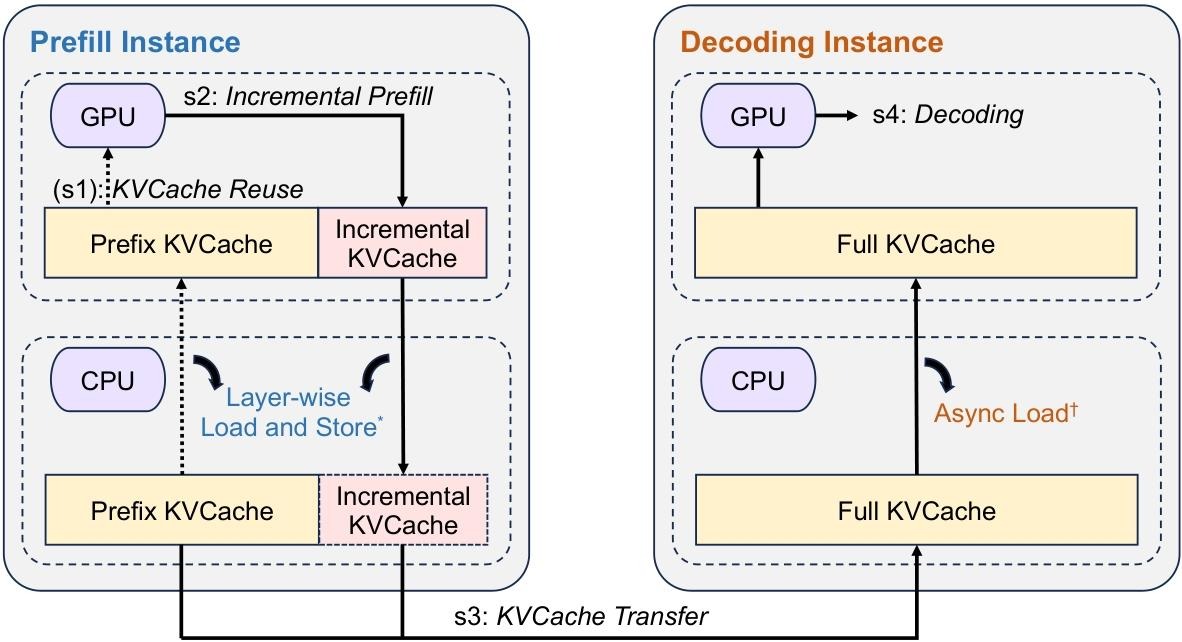 Prefill Instance
GPU
s2: Incremental Prefill
(s1): KVCache Reuse
Prefix KVCache
Incremental
KVCache
CPU
Layer-wise
Load and Store*
Prefix KVCache
Incremental
KVCache
s3: KVCache Transfer
Decoding Instance
GPU
s4: Decoding
Full KVCache
CPU
Async Load†
Full KVCache